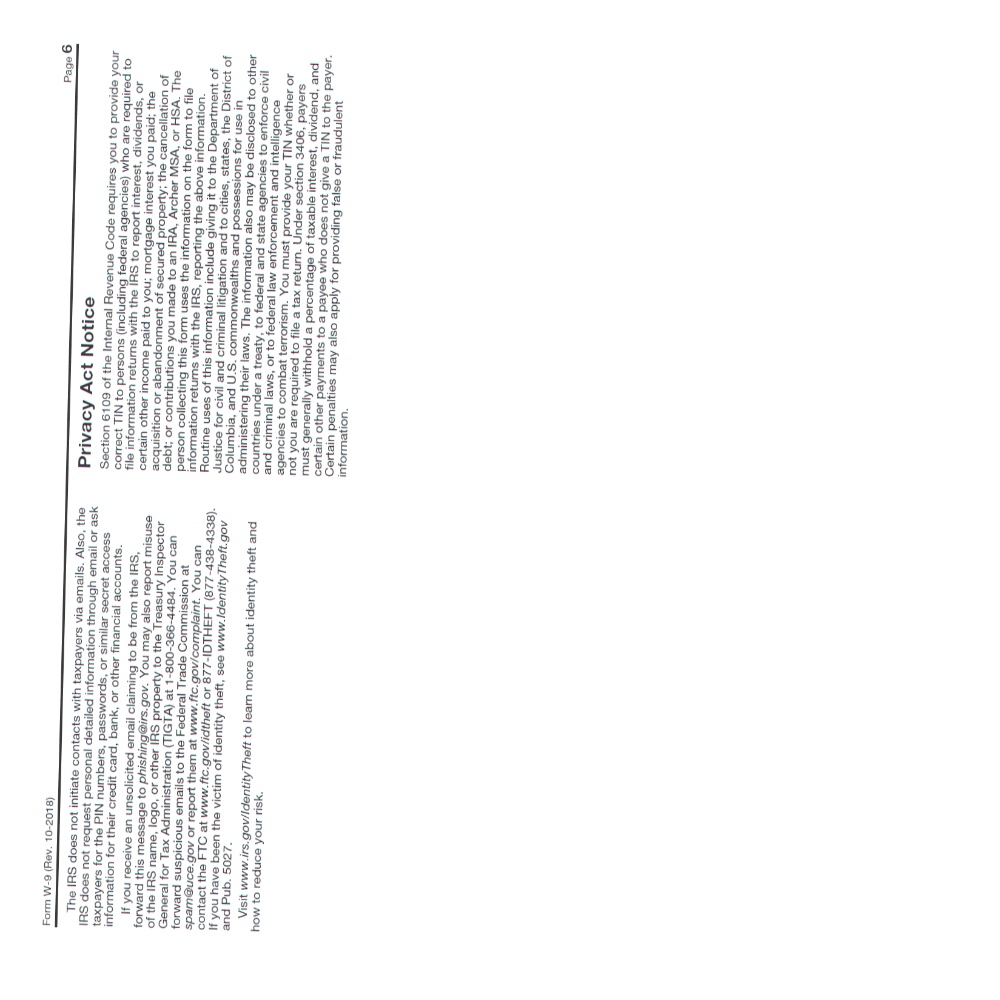 Form W-9 (Rev. 10-2018)
Page 6
The IRS does not initiate contacts with taxpayers via emails. Also, the
IRS does not request personal detailed information through email or ask
taxpayers for the PIN numbers, passwords, or similar secret access
information for their credit card, bank, or other financial accounts.
If you receive an unsolicited email claiming to be from the IRS,
forward this message to phishing@irs.gov. You may also report misuse
of the IRS name, logo, or other IRS property to the Treasury Inspector
General for Tax Administration (TIGTA) at 1-800-366-4484. You can
forward suspicious emails to the Federal Trade Commission at
spam@uce.gov or report them at www.ftc.gov/complaint. You can
contact the FTC at www.ftc.gov/idtheft or 877-IDTHEFT (877-438-4338).
If you have been the victim of identity theft, see www.IdentityTheft.gov
and Pub. 5027.
Visit www.irs.gov/IdentityTheft to learn more about identity theft and
how to reduce your risk.
Privacy Act Notice
Section 6109 of the Internal Revenue Code requires you to provide your
correct TIN to persons (including federal agencies) who are required to
file information returns with the IRS to report interest, dividends, or
certain other income paid to you; mortgage interest you paid; the
acquisition or abandonment of secured property; the cancellation of
debt; or contributions you made to an IRA, Archer MSA, or HSA. The
person collecting this form uses the information on the form to file
information returns with the IRS, reporting the above information.
Routine uses of this information include giving it to the Department of
Justice for civil and criminal litigation and to cities, states, the District of
Columbia, and U.S. commonwealths and possessions for use in
administering their laws. The information also may be disclosed to other
countries under a treaty, to federal and state agencies to enforce civil
and criminal laws, or to federal law enforcement and intelligence
agencies to combat terrorism. You must provide your TIN whether or
not you are required to file a tax return. Under section 3406, payers
must generally withhold a percentage of taxable interest, dividend, and
certain other payments to a payee who does not give a TIN to the payer.
Certain penalties may also apply for providing false or fraudulent
information.